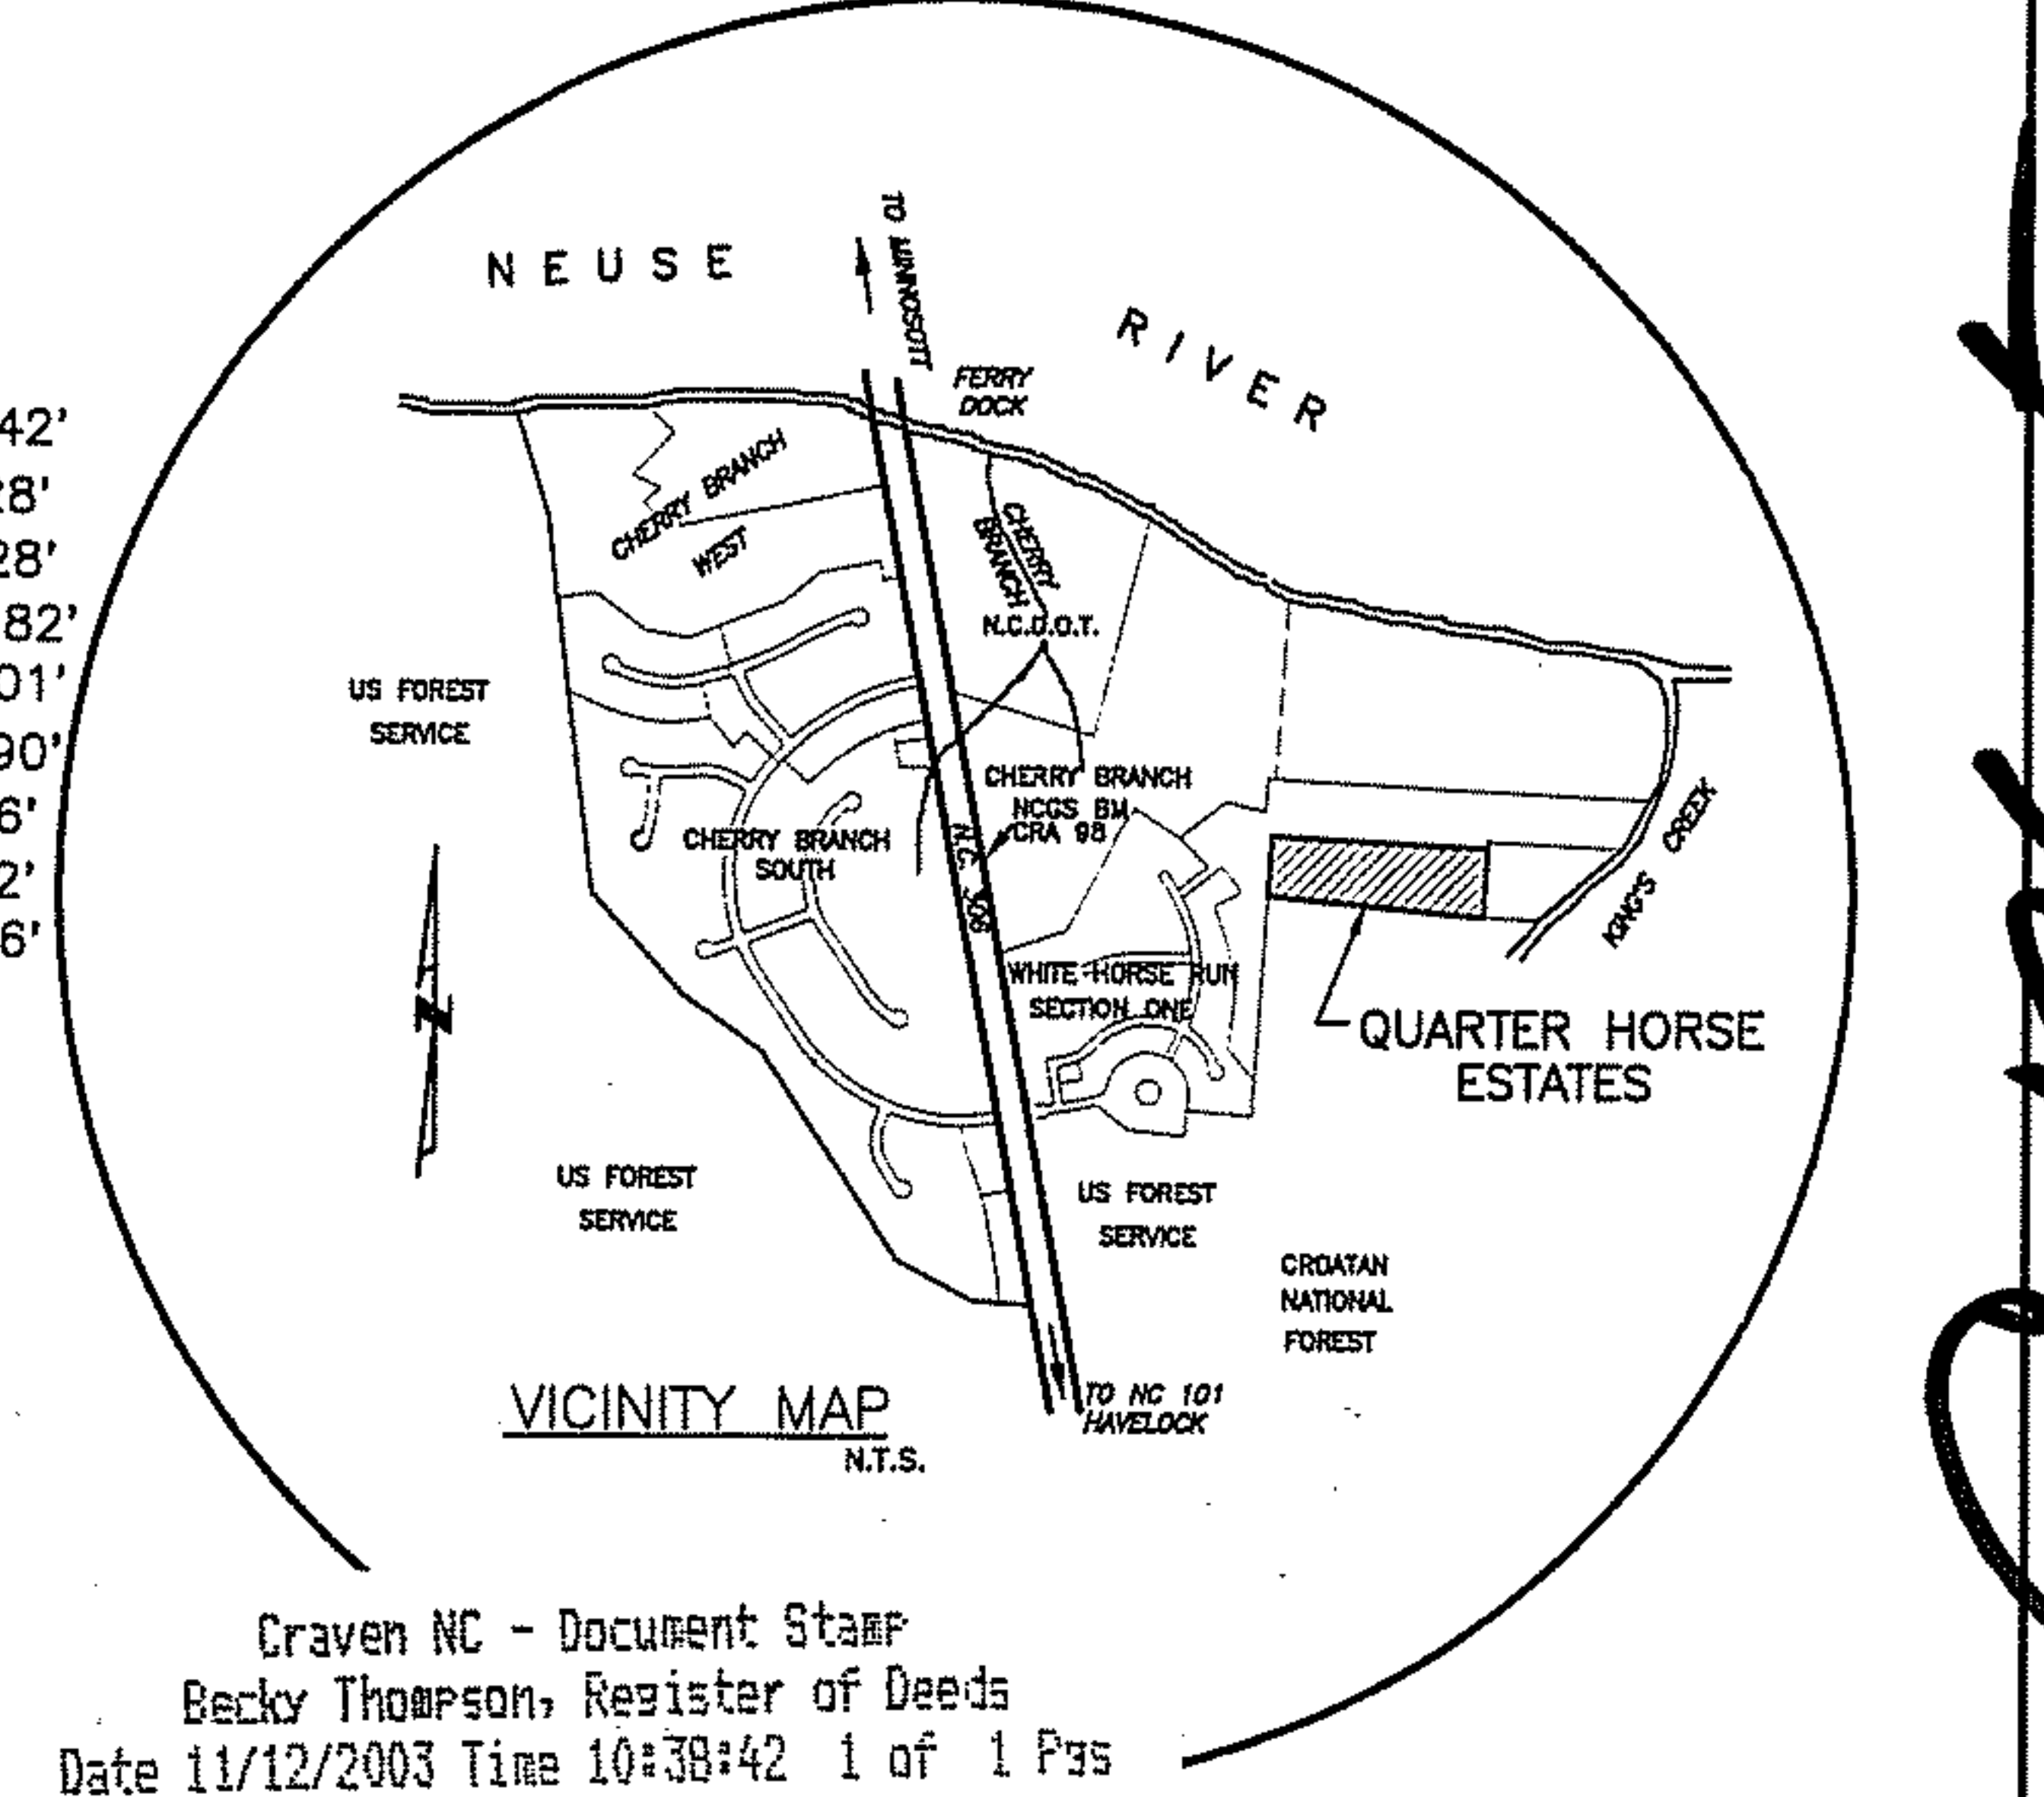 TO MINNOSOTT
NEUSE
RIVER
FERRY
DOCK
42'
28'
82'
01'
90'
6'
2'
6'
CHERRY BRANCH
WEST
CHERRY
BRANCH
N.C.D.O.T.
US FOREST
SERVICE
CHERRY BRANCH
NCGS BM
CRA 98
CHERRY BRANCH
SOUTH
N.C. 306
KINGS CREEK
N
WHITE HORSE RUN
SECTION ONE
QUARTER HORSE
ESTATES
US FOREST
SERVICE
US FOREST
SERVICE
CROATAN
NATIONAL
FOREST
TO NC 101
HAVELOCK
VICINITY MAP
N.T.S.
Craven NC - Document Stamp
Becky Thompson, Register of Deeds
Date 11/12/2003 Time 10:38:42 1 of 1 Pgs